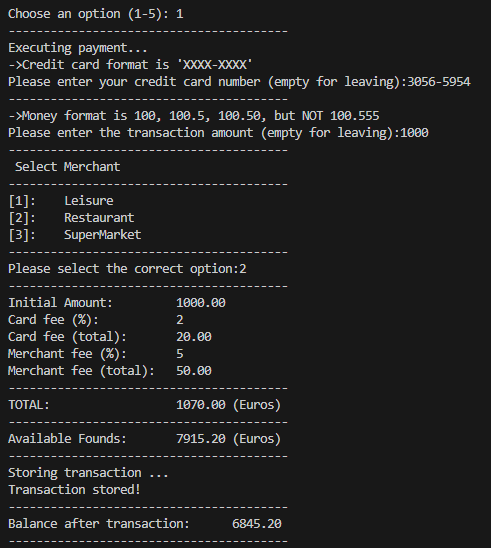 Choose an option (1-5): 1
----------------------------------------
Executing payment...
->Credit card format is 'XXXX-XXXX'
Please enter your credit card number (empty for leaving):3056-5954
----------------------------------------
->Money format is 100, 100.5, 100.50, but NOT 100.555
Please enter the transaction amount (empty for leaving):1000
----------------------------------------
 Select Merchant
----------------------------------------
[1]:    Leisure
[2]:    Restaurant
[3]:    SuperMarket
----------------------------------------
Please select the correct option:2
----------------------------------------
Initial Amount:         1000.00
Card fee (%):           2
Card fee (total):       20.00
Merchant fee (%):       5
Merchant fee (total):   50.00
----------------------------------------
TOTAL:                  1070.00 (Euros)
----------------------------------------
Available Founds:       7915.20 (Euros)
----------------------------------------
Storing transaction ...
Transaction stored!
----------------------------------------
Balance after transaction:      6845.20
----------------------------------------